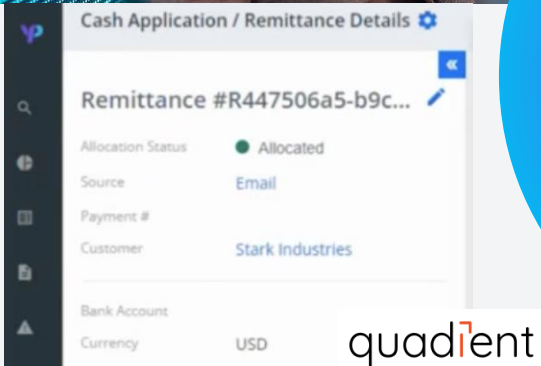 YP
Cash Application / Remittance Details
«
Remittance #R447506a5-b9c...
Allocation Status Allocated
Source Email
Payment #
Customer Stark Industries
Bank Account
Currency USD
quadient